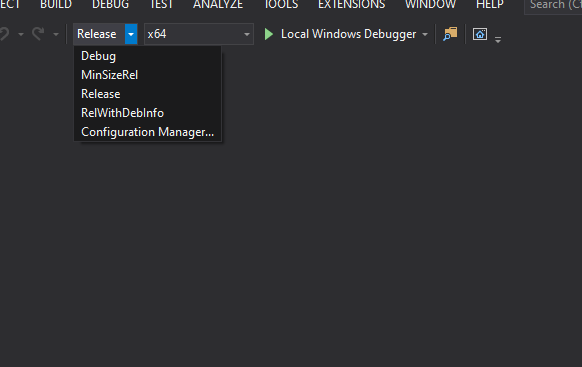 ECT BUILD DEBUG TEST ANALYZE TOOLS EXTENSIONS WINDOW HELP Search (Ct
Release x64 Local Windows Debugger
Debug
MinSizeRel
Release
RelWithDebInfo
Configuration Manager...